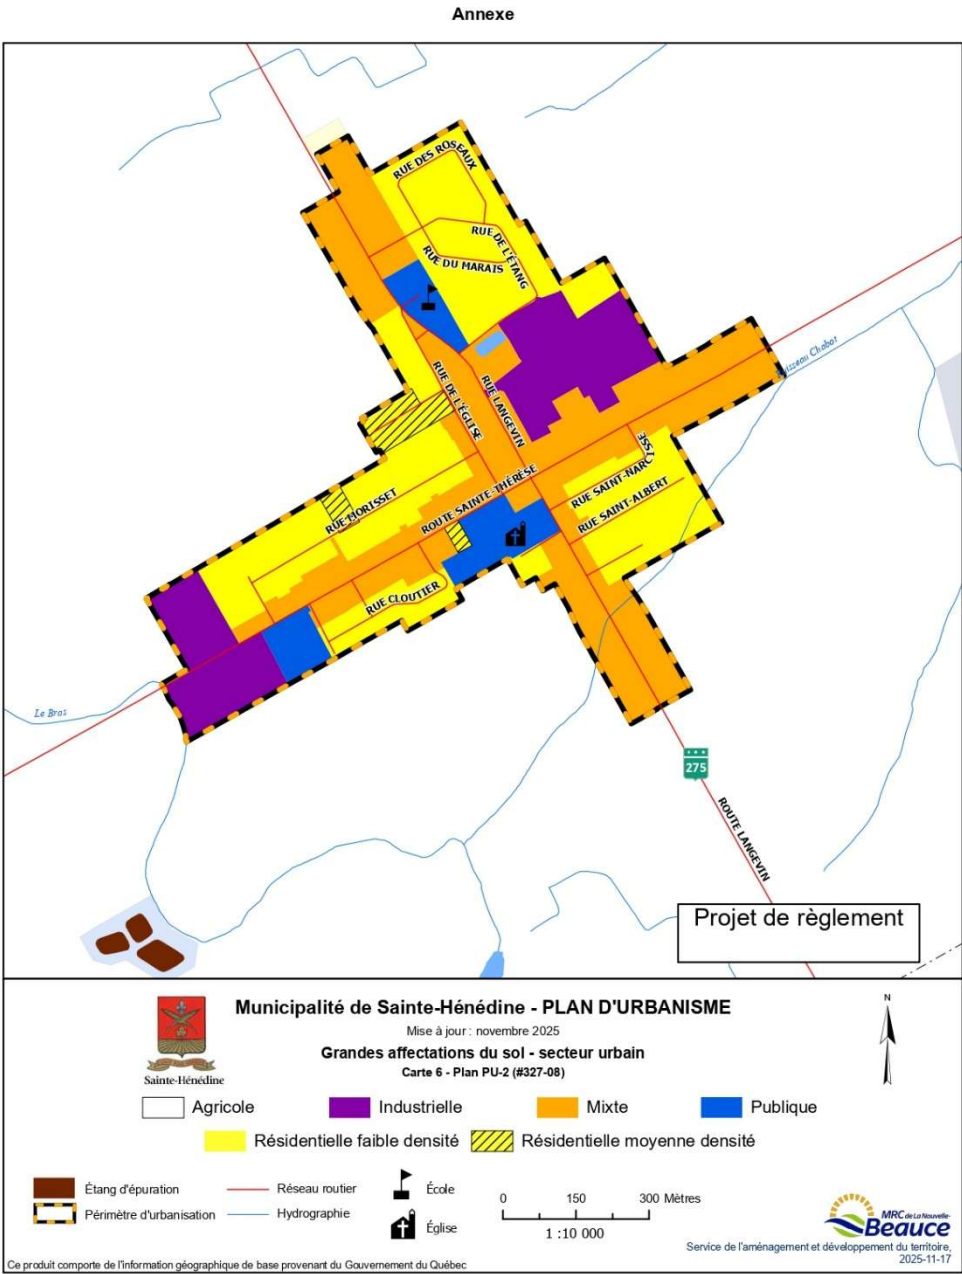 Annexe
RUE DES ROSEAUX
RUE DE L'ÉTANG
RUE DU MARAIS
RUE DE L'ÉGLISE
RUE LANGEVIN
Ruisseau Chabot
RUE SAINT-NARCISSE
RUE SAINT-ALBERT
ROUTE SAINTE-THÉRÈSE
RUE MORISSET
RUE CLOUTIER
Le Bras
275
ROUTE LANGEVIN
Projet de règlement
Municipalité de Sainte-Hénédine - PLAN D'URBANISME
Mise à jour : novembre 2025
Grandes affectations du sol - secteur urbain
Carte 6 - Plan PU-2 (#327-08)
Sainte-Hénédine
N
Agricole Industrielle Mixte Publique
Résidentielle faible densité Résidentielle moyenne densité
Étang d'épuration Réseau routier École
Périmètre d'urbanisation Hydrographie Église
0 150 300 Mètres
1 :10 000
MRC de La Nouvelle-
Beauce
Service de l'aménagement et développement du territoire,
2025-11-17
Ce produit comporte de l'information géographique de base provenant du Gouvernement du Québec